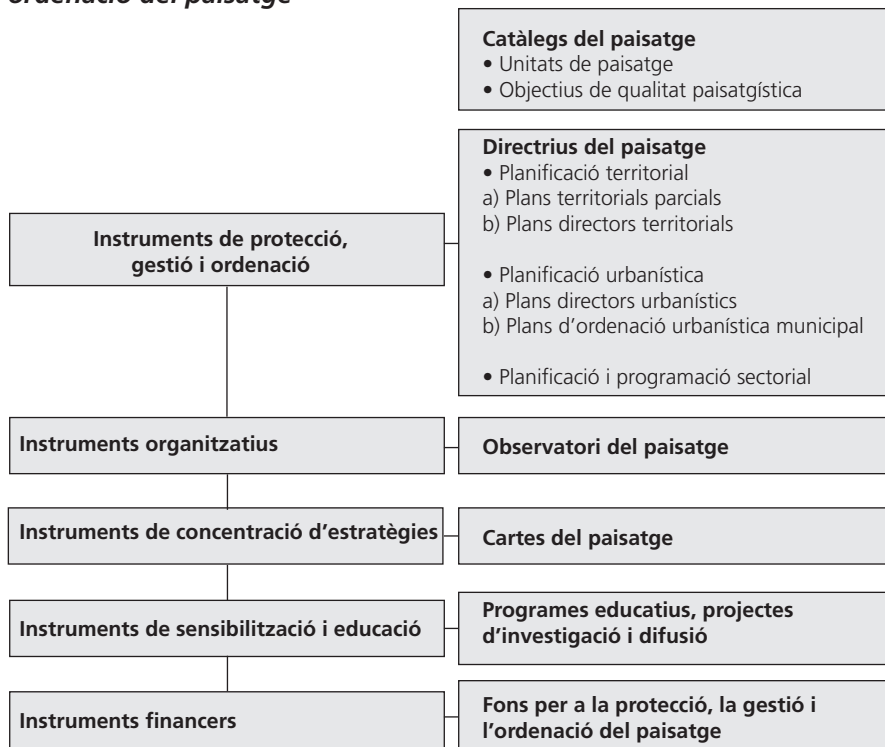 ordenació del paisatge
Catàlegs del paisatge
• Unitats de paisatge
• Objectius de qualitat paisatgística
Directrius del paisatge
• Planificació territorial
a) Plans territorials parcials
b) Plans directors territorials
• Planificació urbanística
a) Plans directors urbanístics
b) Plans d'ordenació urbanística municipal
• Planificació i programació sectorial
Instruments de protecció,
gestió i ordenació
Instruments organitzatius
Observatori del paisatge
Instruments de concentració d'estratègies
Cartes del paisatge
Instruments de sensibilització i educació
Programes educatius, projectes
d'investigació i difusió
Instruments financers
Fons per a la protecció, la gestió i
l'ordenació del paisatge